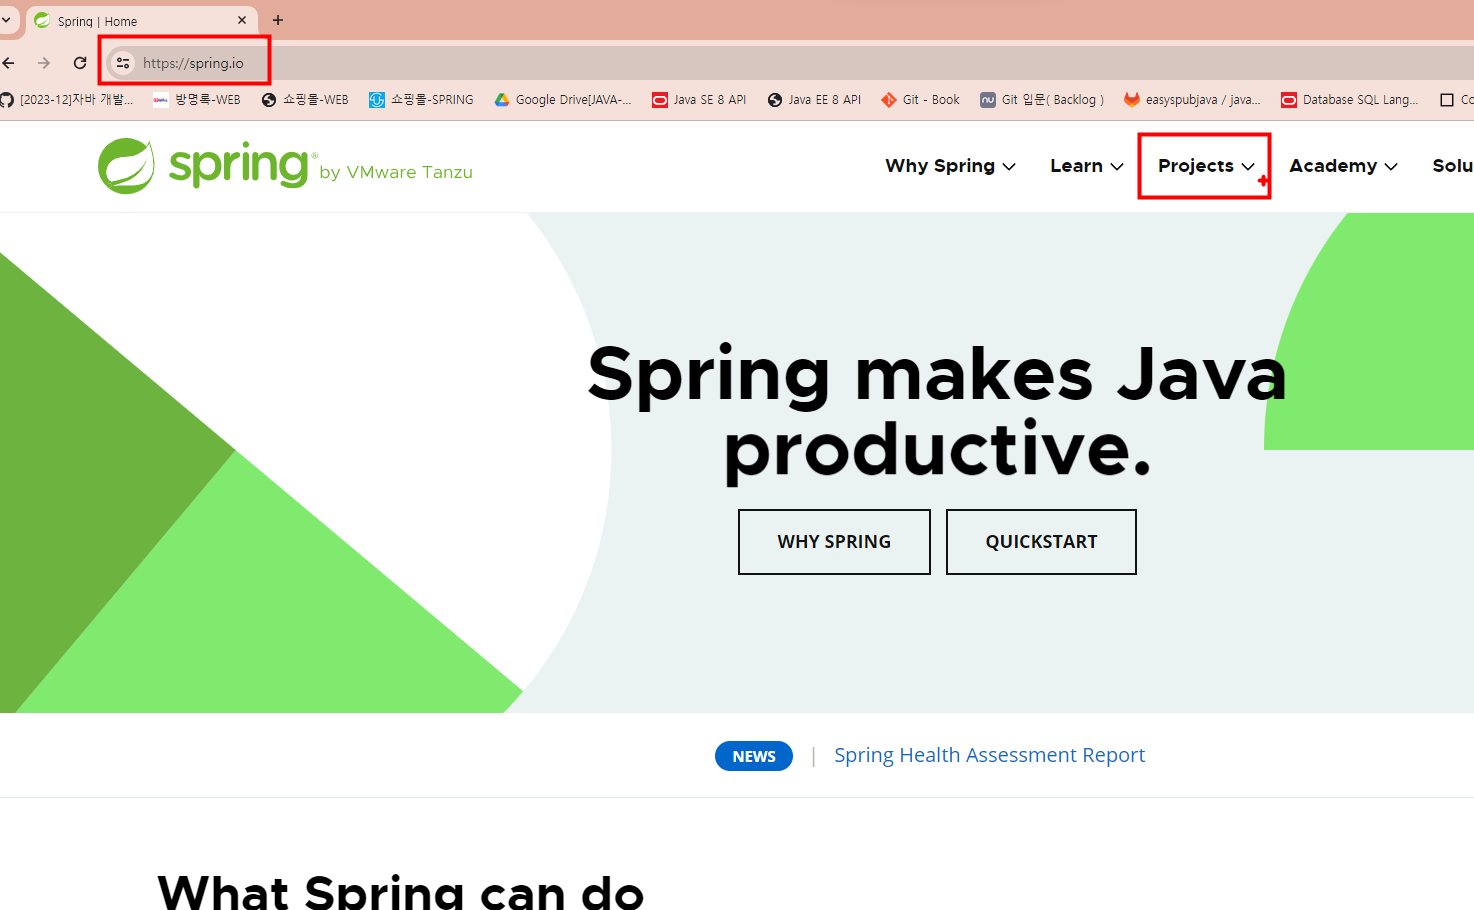 Spring | Home
https://spring.io
[2023-12]자바 개발...
방명록-WEB
쇼핑몰-WEB
쇼핑몰-SPRING
Google Drive[JAVA-...
Java SE 8 API
Java EE 8 API
Git - Book
Git 입문( Backlog )
easyspubjava / java...
Database SQL Lang...
Co
spring® by VMware Tanzu
Why Spring
Learn
Projects
Academy
Solu
Spring makes Java
productive.
WHY SPRING
QUICKSTART
NEWS | Spring Health Assessment Report
What Spring can do